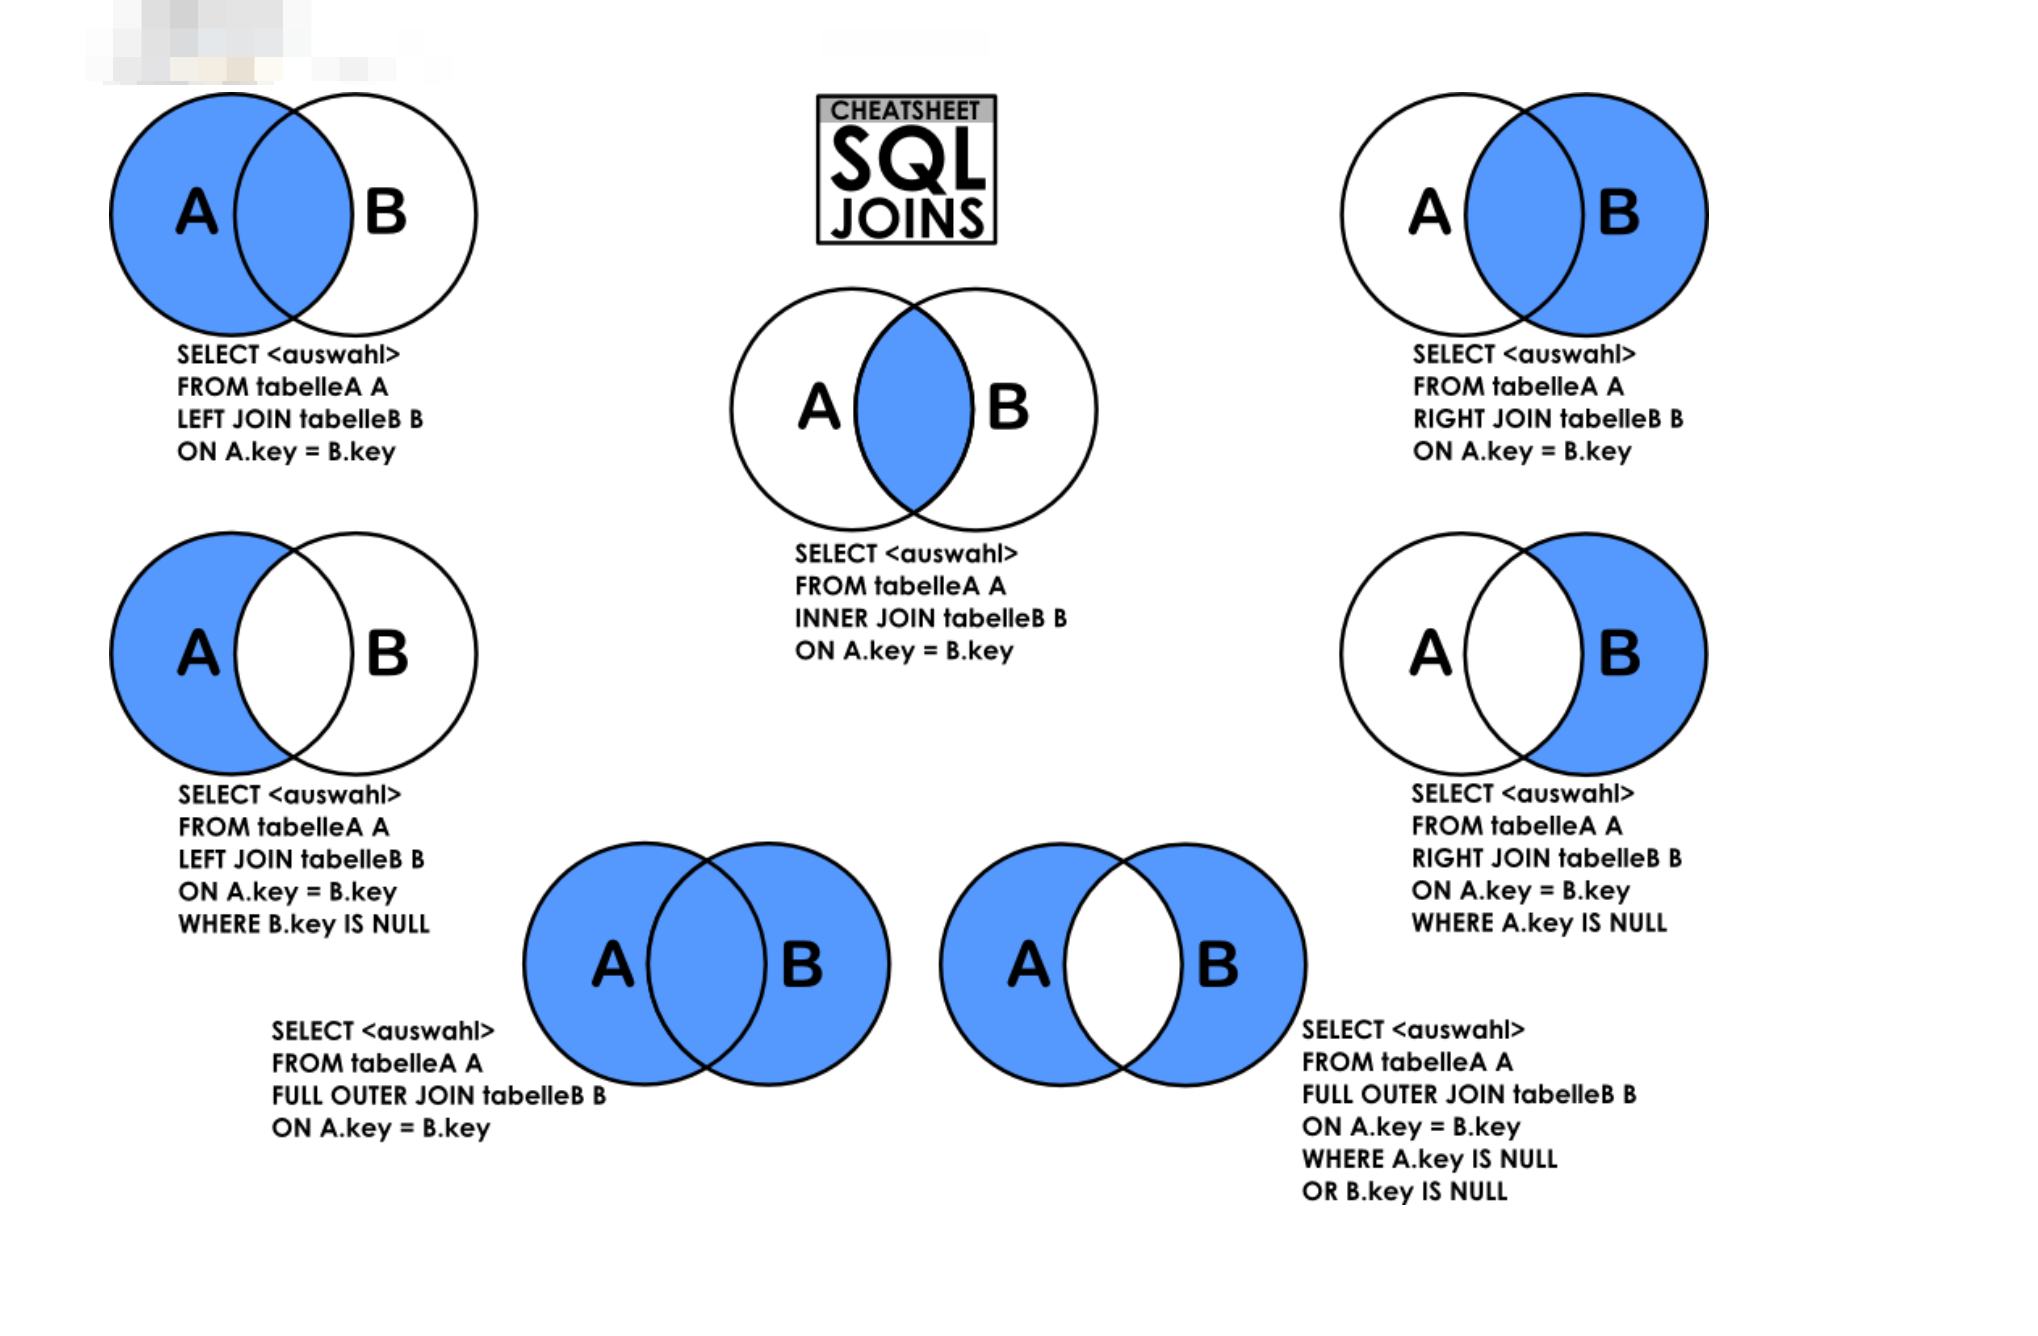 A B
SELECT <auswahl>
FROM tabelleA A
LEFT JOIN tabelleB B
ON A.key = B.key
CHEATSHEET
SQL
JOINS
A B
SELECT <auswahl>
FROM tabelleA A
INNER JOIN tabelleB B
ON A.key = B.key
A B
SELECT <auswahl>
FROM tabelleA A
RIGHT JOIN tabelleB B
ON A.key = B.key
A B
SELECT <auswahl>
FROM tabelleA A
LEFT JOIN tabelleB B
ON A.key = B.key
WHERE B.key IS NULL
A B
SELECT <auswahl>
FROM tabelleA A
RIGHT JOIN tabelleB B
ON A.key = B.key
WHERE A.key IS NULL
A B
SELECT <auswahl>
FROM tabelleA A
FULL OUTER JOIN tabelleB B
ON A.key = B.key
A B
SELECT <auswahl>
FROM tabelleA A
FULL OUTER JOIN tabelleB B
ON A.key = B.key
WHERE A.key IS NULL
OR B.key IS NULL